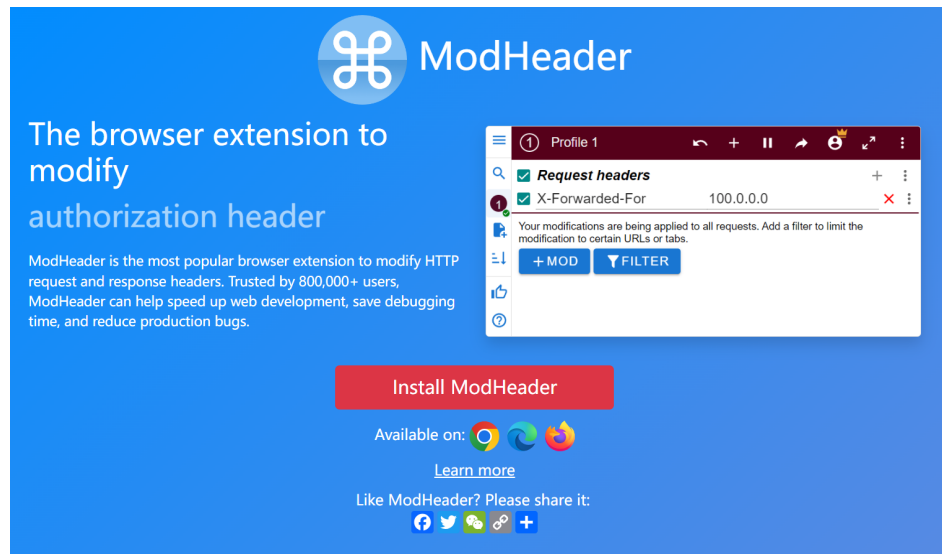 ModHeader
The browser extension to
modify
authorization header
ModHeader is the most popular browser extension to modify HTTP
request and response headers. Trusted by 800,000+ users,
ModHeader can help speed up web development, save debugging
time, and reduce production bugs.
1 Profile 1
Request headers
1
X-Forwarded-For 100.0.0.0
Your modifications are being applied to all requests. Add a filter to limit the
modification to certain URLs or tabs.
+ MOD FILTER
Install ModHeader
Available on:
Learn more
Like ModHeader? Please share it: